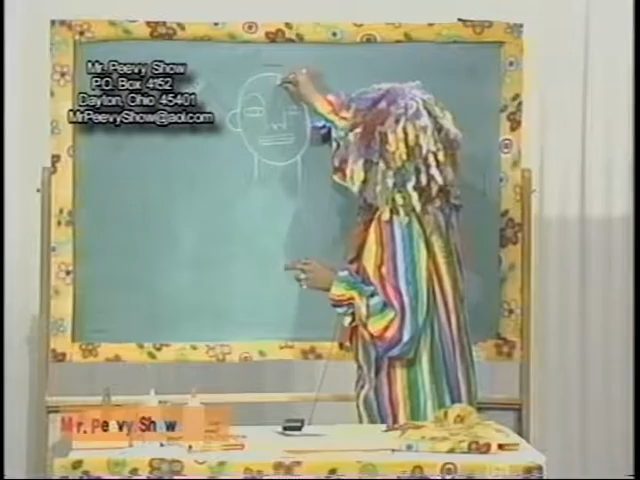 Mr. Peevy Show
P.O. Box 4152
Dayton, Ohio 45401
MrPeevyShow@aol.com
Mr. Peevy Show